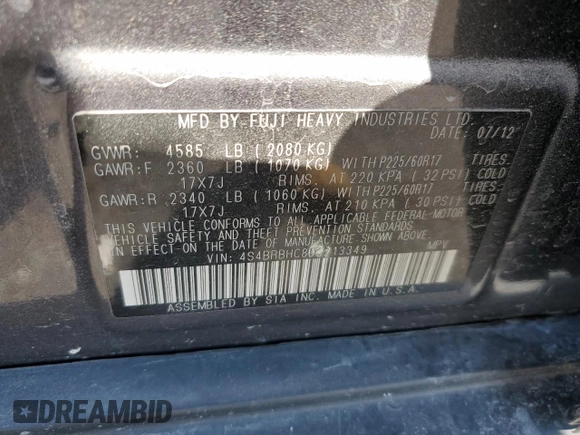 MFD BY FUJI HEAVY INDUSTRIES LTD.
DATE: 07/12
GVWR: 4585 LB (2080 KG)
GAWR: F 2360 LB (1070 KG) WITH P225/60R17 TIRES.
17X7J RIMS. AT 220 KPA (32 PSI) COLD
GAWR: R 2340 LB (1060 KG) WITH P225/60R17 TIRES.
17X7J RIMS. AT 210 KPA (30 PSI) COLD
THIS VEHICLE CONFORMS TO ALL APPLICABLE FEDERAL MOTOR
VEHICLE SAFETY AND THEFT PREVENTION STANDARDS
IN EFFECT ON THE DATE OF MANUFACTURE SHOWN ABOVE.
VIN: MPV
ASSEMBLED BY SIA INC. MADE IN U.S.A.
DREAMBID